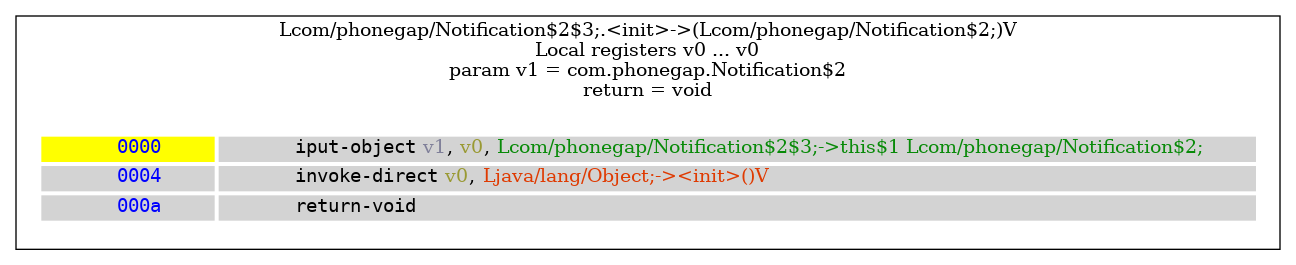 Lcom/phonegap/Notification$2$3;.<init>->(Lcom/phonegap/Notification$2;)V
Local registers v0 ... v0
param v1 = com.phonegap.Notification$2
return = void
0000 iput-object v1, v0, Lcom/phonegap/Notification$2$3;->this$1 Lcom/phonegap/Notification$2;
0004 invoke-direct v0, Ljava/lang/Object;-><init>()V
000a return-void